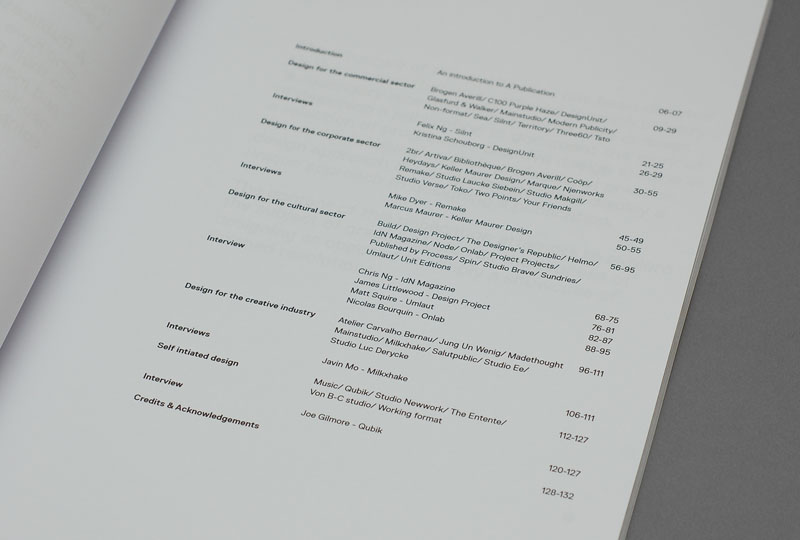 Introduction
An Introduction to A Publication
06-07
Design for the commercial sector
Brogen Averill/ C100 Purple Haze/ DesignUnit/
Glasfurd & Walker/ Mainstudio/ Modern Publicity/
Non-format/ Sea/ Silnt/ Territory/ Three60/ Tsto
09-29
Interviews
Felix Ng - Silnt
21-25
Kristina Schouborg - DesignUnit
26-29
Design for the corporate sector
2br/ Artiva/ Bibliothèque/ Brogen Averill/ Coöp/
Heydays/ Keller Maurer Design/ Marque/ Njenworks
Remake/ Studio Laucke Siebein/ Studio Makgill/
Studio Verse/ Toko/ Two Points/ Your Friends
30-55
Interviews
Mike Dyer - Remake
45-49
Marcus Maurer - Keller Maurer Design
50-55
Design for the cultural sector
Build/ Design Project/ The Designer's Republic/ Helmo/
IdN Magazine/ Node/ Onlab/ Project Projects/
Published by Process/ Spin/ Studio Brave/ Sundries/
Umlaut/ Unit Editions
56-95
Interview
Chris Ng - IdN Magazine
68-75
James Littlewood - Design Project
76-81
Matt Squire - Umlaut
82-87
Nicolas Bourquin - Onlab
88-95
Design for the creative industry
Atelier Carvalho Bernau/ Jung Un Wenig/ Madethought
Mainstudio/ Milkxhake/ Salutpublic/ Studio Ee/
Studio Luc Derycke
96-111
Interviews
Javin Mo - Milkxhake
106-111
Self intiated design
Music/ Qubik/ Studio Newwork/ The Entente/
Von B-C studio/ Working format
112-127
Interview
Joe Gilmore - Qubik
120-127
Credits & Acknowledgements
128-132